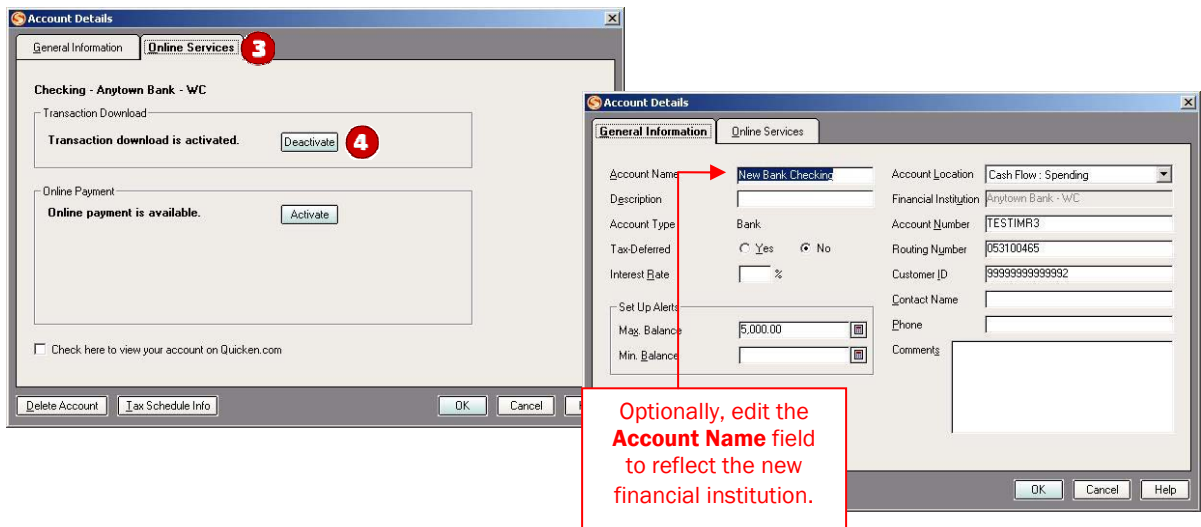 Account Details
General Information
Online Services
3
Checking - Anytown Bank - WC
Transaction Download
Transaction download is activated.
Deactivate
4
Online Payment
Online payment is available.
Activate
Check here to view your account on Quicken.com
Delete Account
Tax Schedule Info
OK
Cancel
Account Details
General Information
Online Services
Account Name
New Bank Checking
Description
Account Type
Bank
Tax-Deferred
Yes
No
Interest Rate
%
Set Up Alerts
Max. Balance
5,000.00
Min. Balance
Account Location
Cash Flow : Spending
Financial Institution
Anytown Bank - WC
Account Number
TESTIMR3
Routing Number
053100465
Customer ID
99999999999992
Contact Name
Phone
Comments
OK
Cancel
Help
Optionally, edit the
Account Name field
to reflect the new
financial institution.